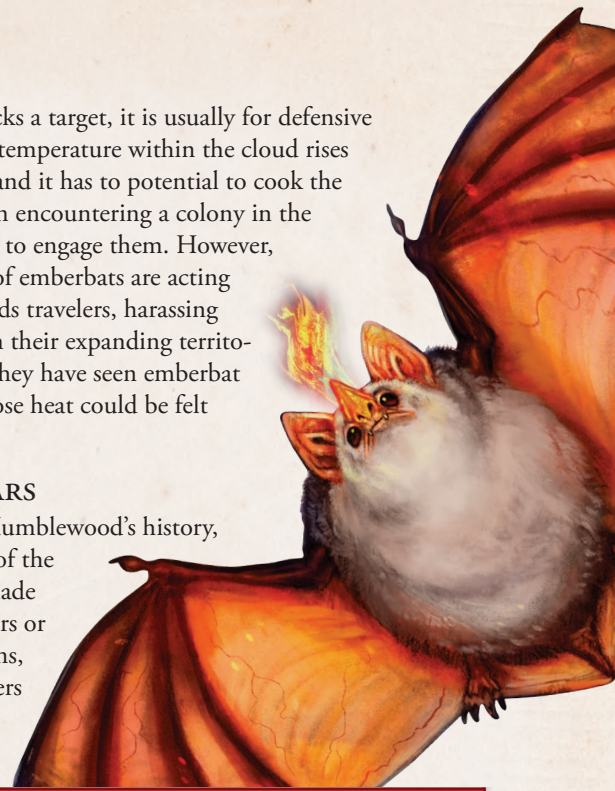 cks a target, it is usually for defensive
temperature within the cloud rises
and it has to potential to cook the
n encountering a colony in the
to engage them. However,
of emberbats are acting
ds travelers, harassing
n their expanding territo-
hey have seen emberbat
ose heat could be felt
ARS
Humblewood’s history,
of the
ade
rs or
ns,
ers